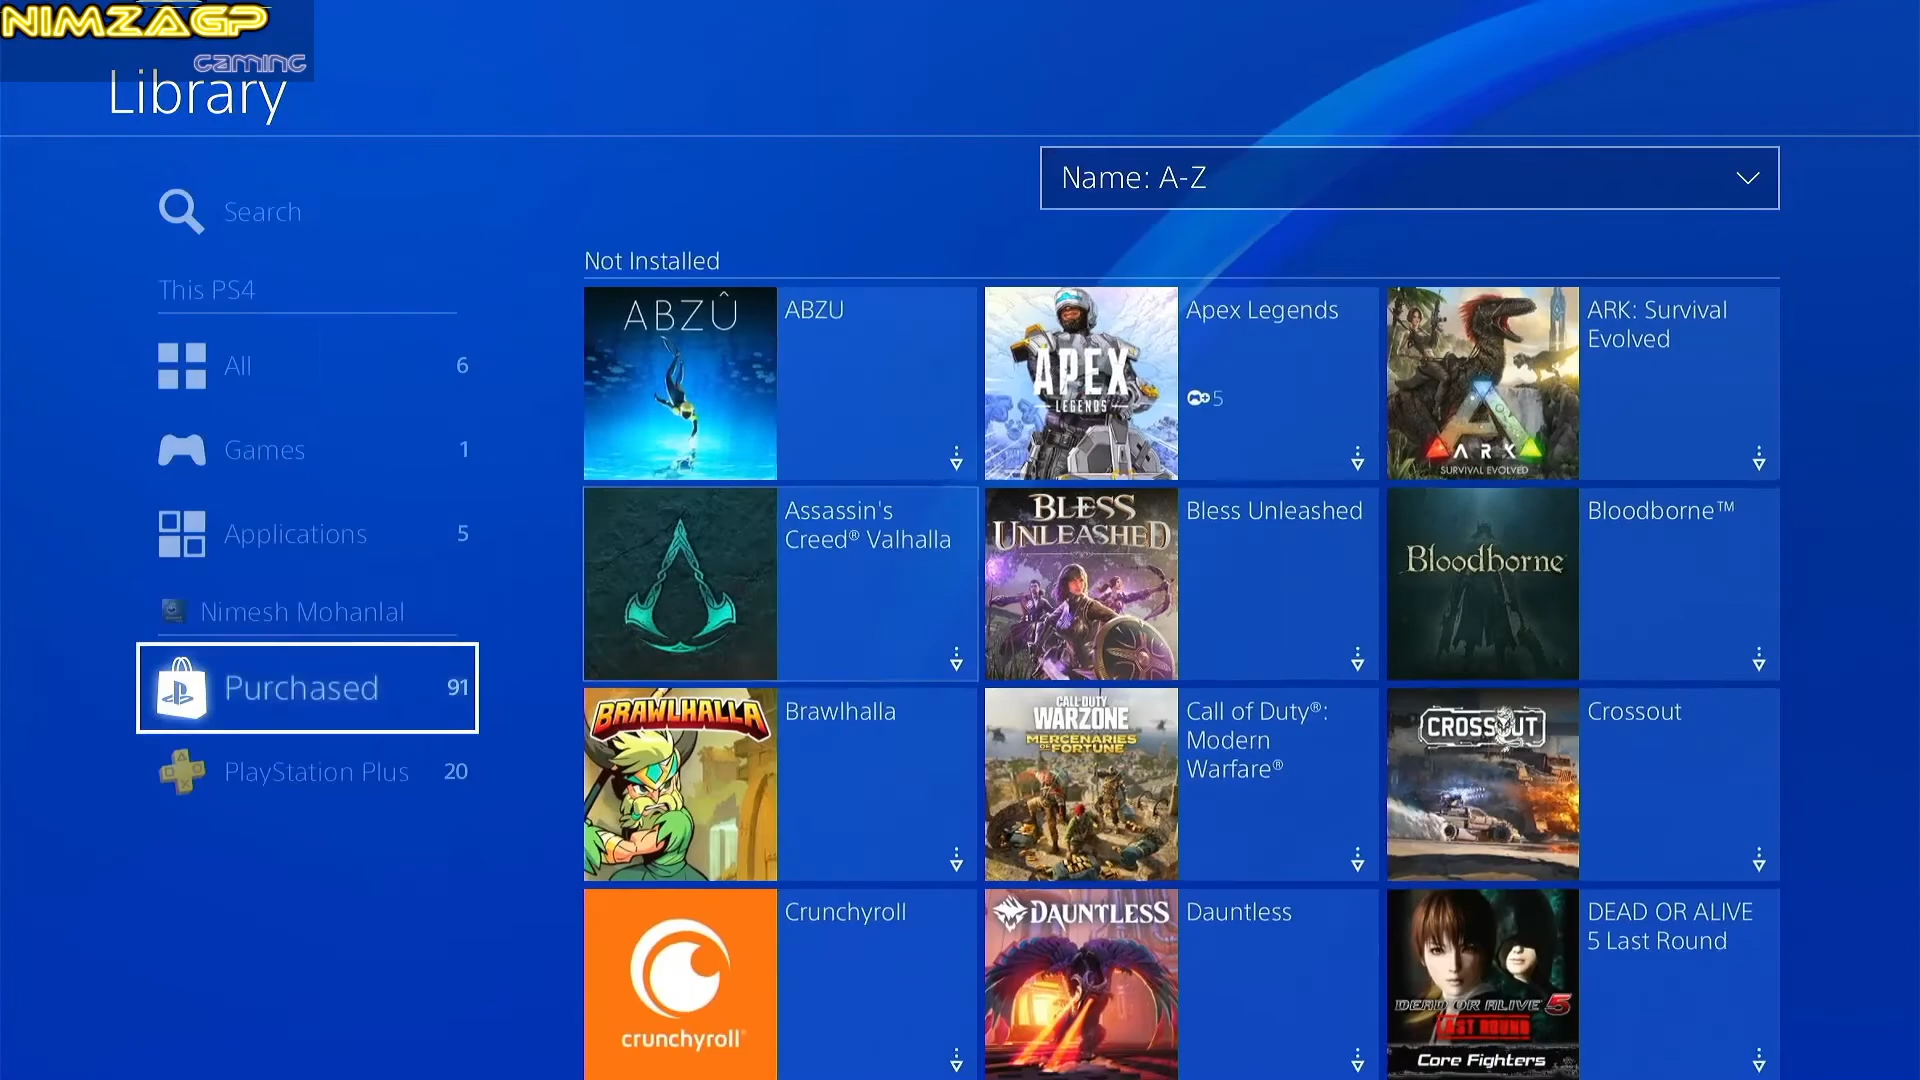 NIMZAGP
GAMING
Library
Name: A-Z
Search
Not Installed
This PS4
All 6
Games 1
Applications 5
Nimesh Mohanlal
Purchased 91
PlayStation Plus 20
ABZÛ
ABZU
APEX
LEGENDS
Apex Legends
5
ARK
SURVIVAL EVOLVED
ARK: Survival
Evolved
Assassin's
Creed® Valhalla
BLESS
UNLEASHED
Bless Unleashed
Bloodborne
Bloodborne™
BRAWLHALLA
Brawlhalla
CALL OF DUTY
WARZONE
MERCENARIES
OF FORTUNE
Call of Duty®:
Modern
Warfare®
CROSSOUT
Crossout
crunchyroll®
Crunchyroll
DAUNTLESS
Dauntless
DEAD OR ALIVE 5
LAST ROUND
Core Fighters
DEAD OR ALIVE
5 Last Round